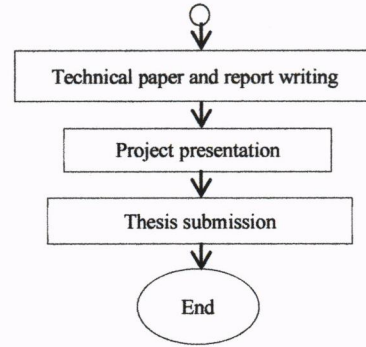 Technical paper and report writing
Project presentation
Thesis submission
End